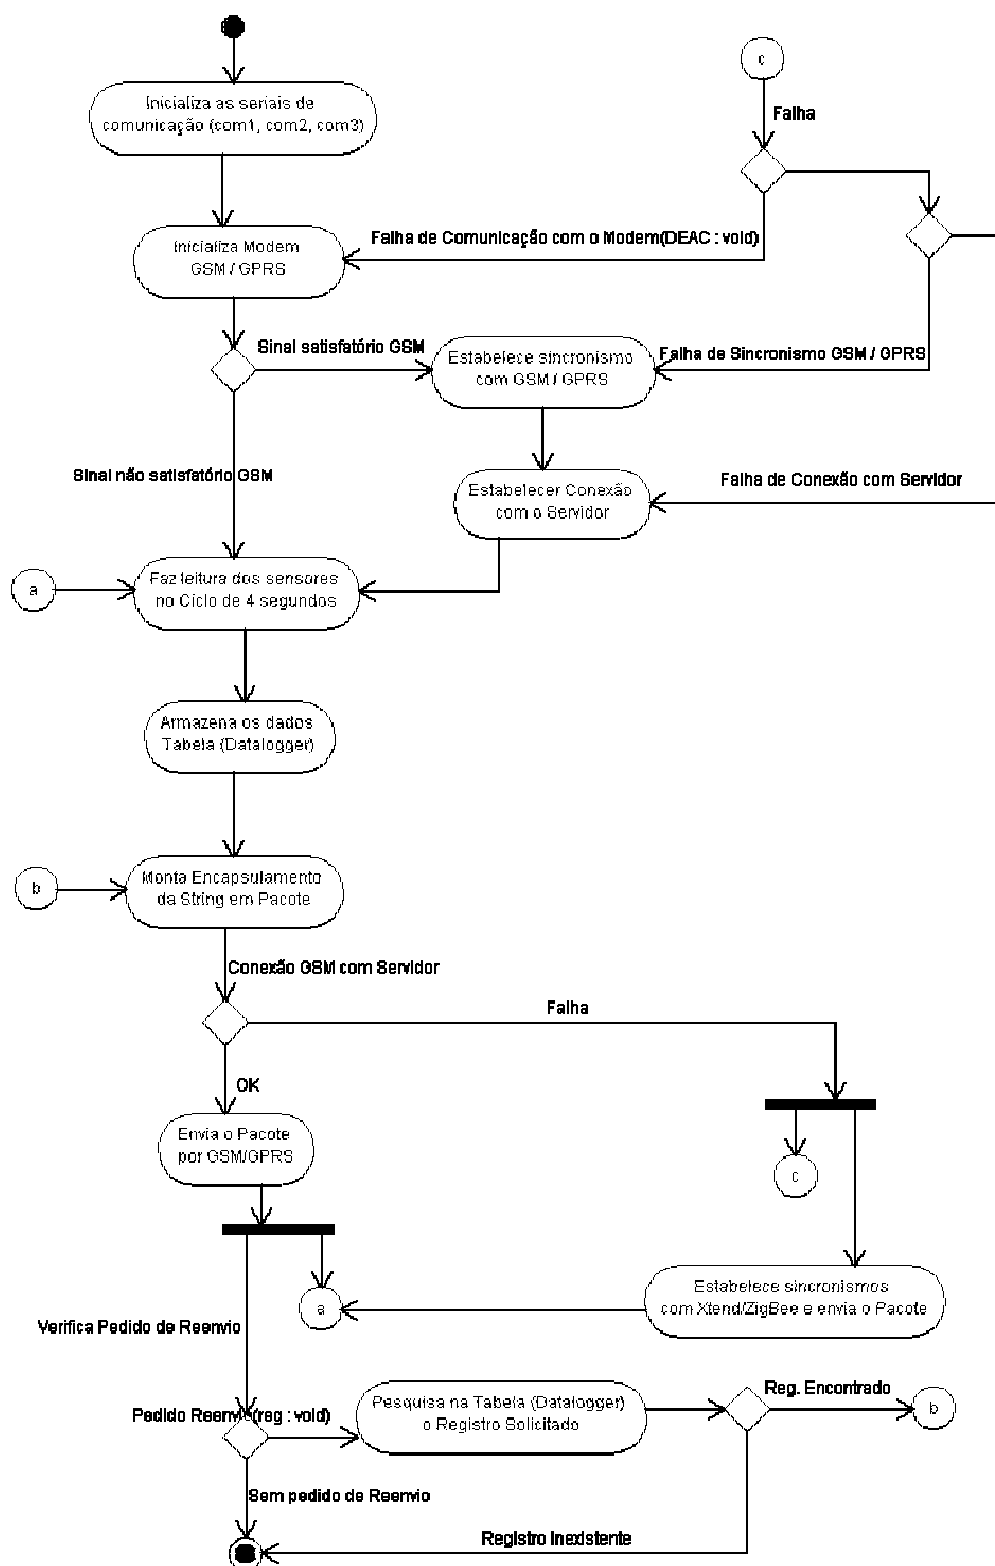 Inicializa as seriais de
comunicação (com1, com2, com3)
c
Falha
Falha de Comunicação com o Modem(DEAC : void)
Inicializa Modem
GSM / GPRS
Sinal satisfatório GSM
Estabelece sincronismo
com GSM / GPRS
Falha de Sincronismo GSM / GPRS
Sinal não satisfatório GSM
Estabelecer Conexão
com o Servidor
Falha de Conexão com Servidor
a
Faz leitura dos sensores
no Ciclo de 4 segundos
Armazena os dados
Tabela (Datalogger)
b
Monta Encapsulamento
da String em Pacote
Conexão GSM com Servidor
Falha
OK
Envia o Pacote
por GSM/GPRS
c
a
Estabelece sincronismos
com Xtend/ZigBee e envia o Pacote
Verifica Pedido de Reenvio
Pedido Reenvio(reg : void)
Pesquisa na Tabela (Datalogger)
o Registro Solicitado
Reg. Encontrado
b
Sem pedido de Reenvio
Registro Inexistente